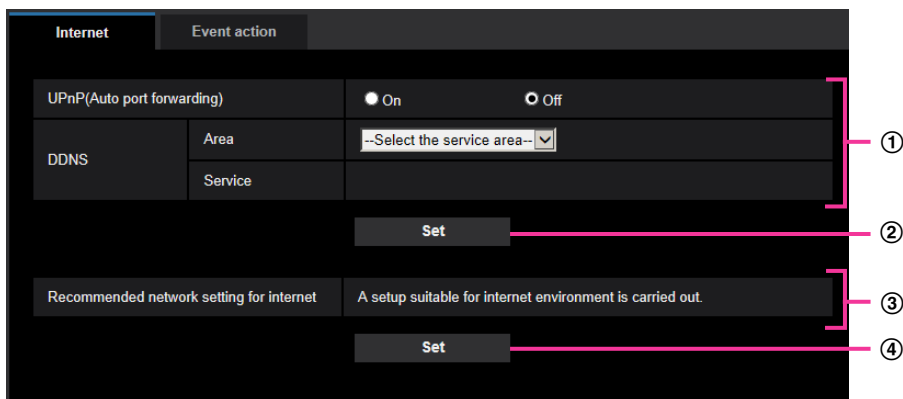 Internet Event action
UPnP(Auto port forwarding) On Off
①
DDNS Area --Select the service area--
Service
Set ②
Recommended network setting for internet A setup suitable for internet environment is carried out. ③
Set ④